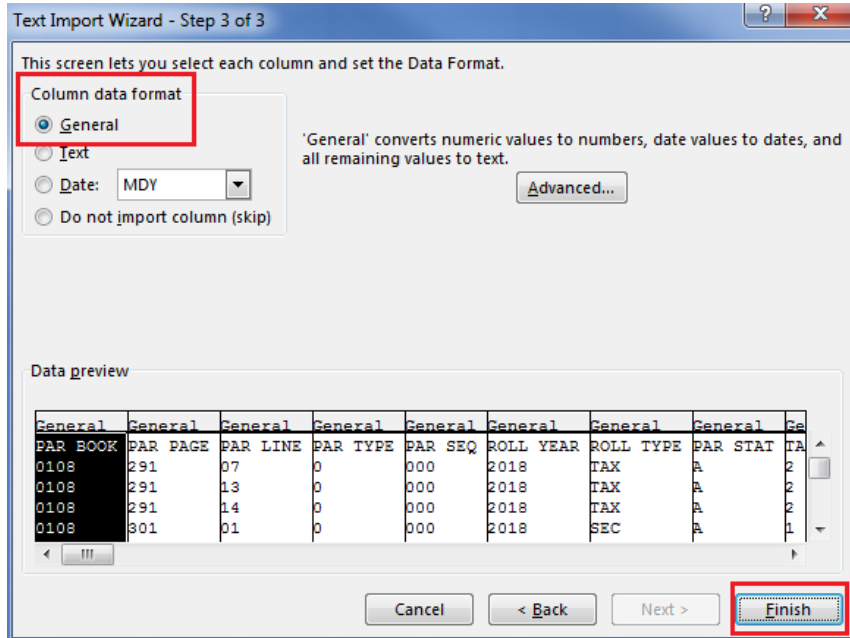 Text Import Wizard - Step 3 of 3
?
X
This screen lets you select each column and set the Data Format.
Column data format
General
Text
Date: MDY
Do not import column (skip)
'General' converts numeric values to numbers, date values to dates, and
all remaining values to text.
Advanced...
Data preview
General General General General General General General General Ge
PAR BOOK PAR PAGE PAR LINE PAR TYPE PAR SEQ ROLL YEAR ROLL TYPE PAR STAT TA
0108 291 07 0 000 2018 TAX A 2
0108 291 13 0 000 2018 TAX A 2
0108 291 14 0 000 2018 TAX A 2
0108 301 01 0 000 2018 SEC A 1
Cancel < Back Next > Finish